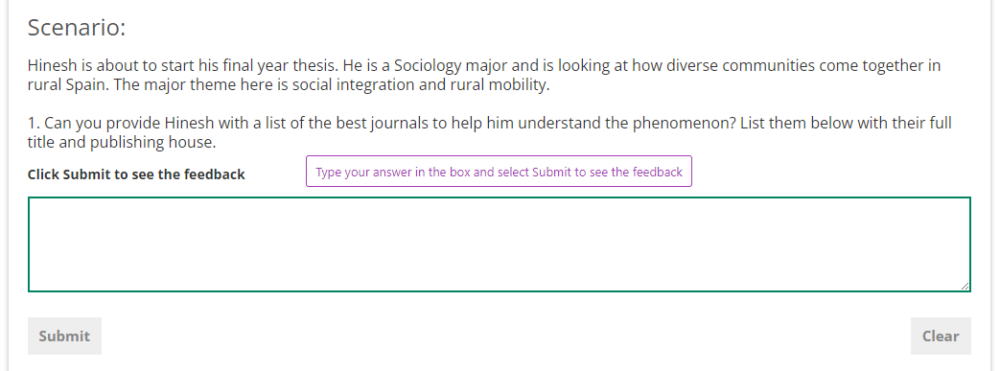 Scenario:
Hinesh is about to start his final year thesis. He is a Sociology major and is looking at how diverse communities come together in
rural Spain. The major theme here is social integration and rural mobility.
1. Can you provide Hinesh with a list of the best journals to help him understand the phenomenon? List them below with their full
title and publishing house.
Click Submit to see the feedback
Type your answer in the box and select Submit to see the feedback
Submit
Clear